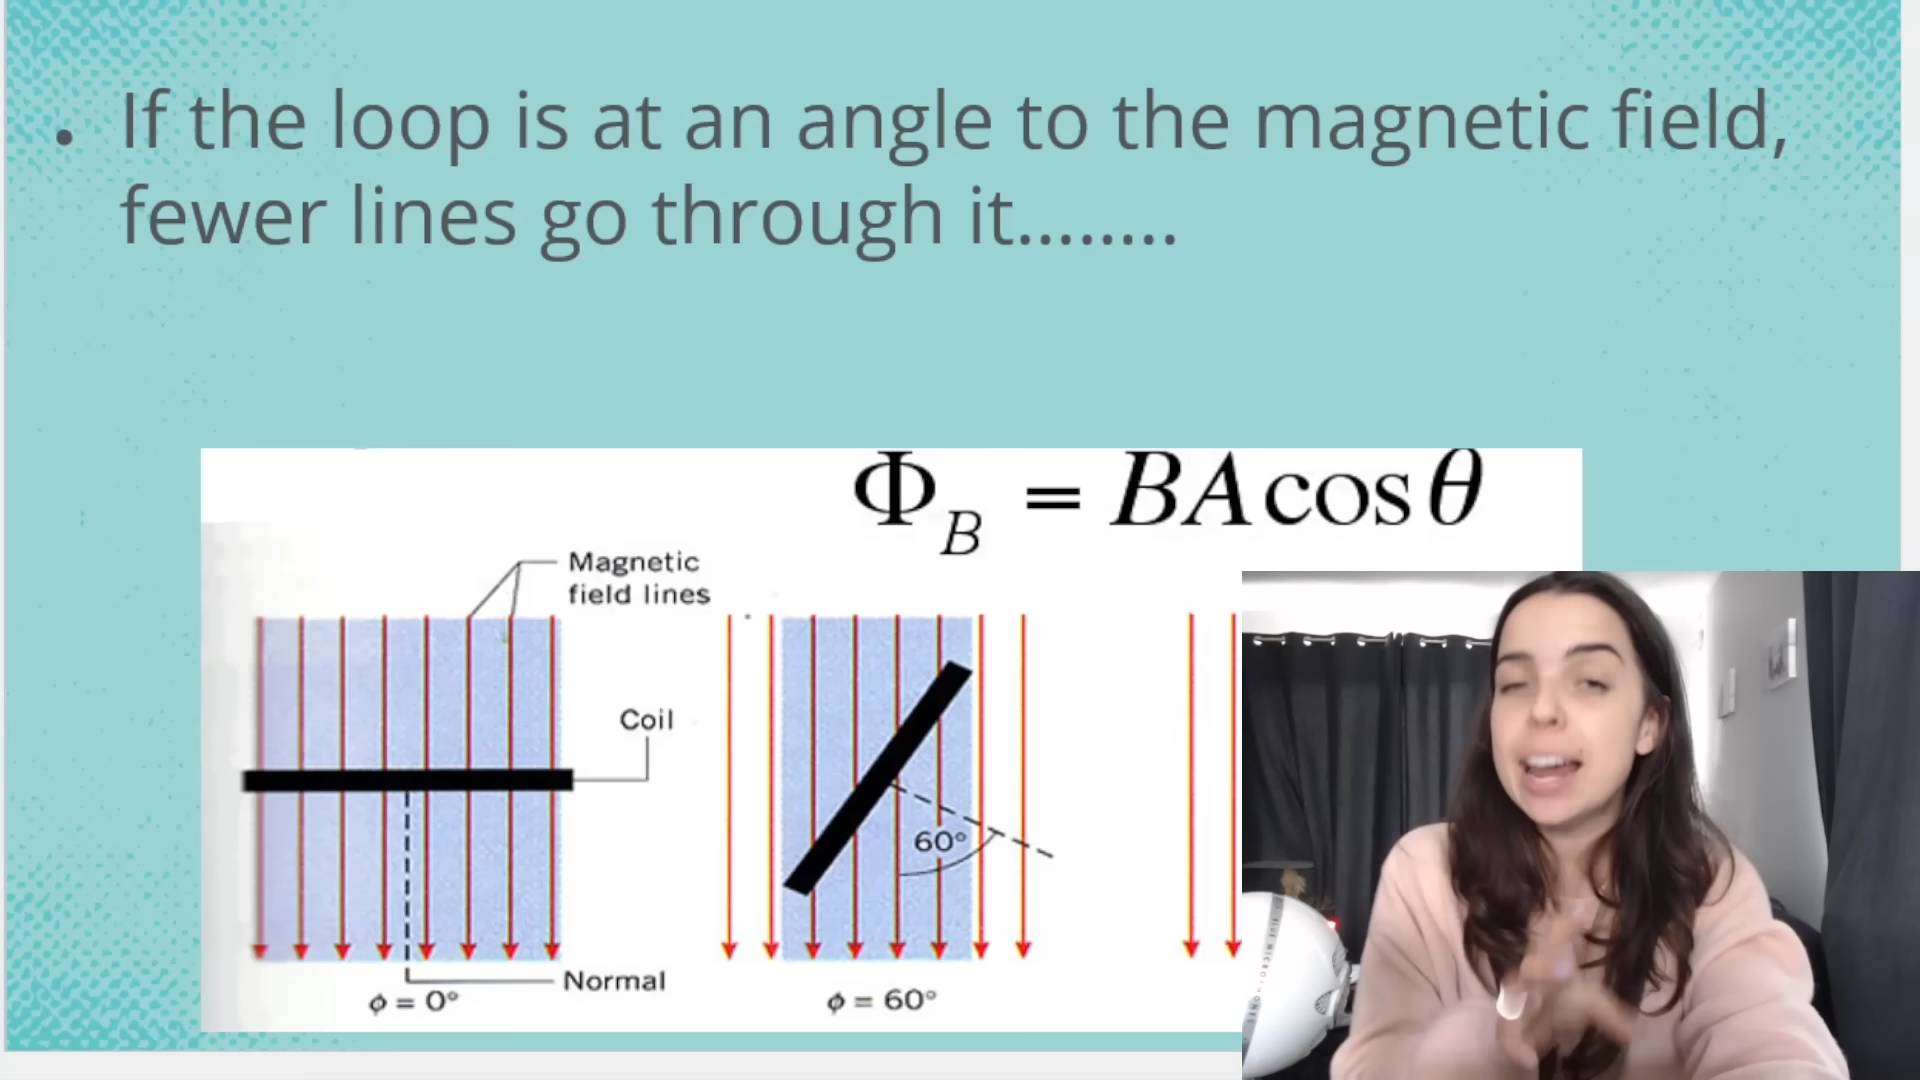 • If the loop is at an angle to the magnetic field,
fewer lines go through it........
Φ_B = BA cos θ
Magnetic
field lines
Coil
60°
Normal
ϕ = 0°
ϕ = 60°